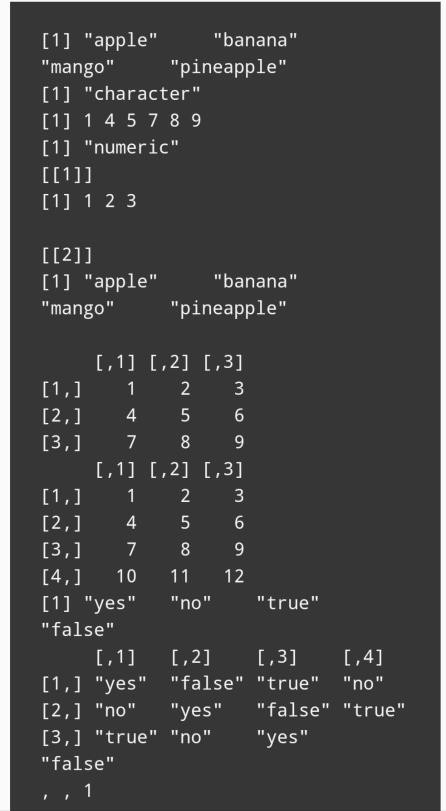 [1] "apple"     "banana"
"mango"     "pineapple"
[1] "character"
[1] 1 4 5 7 8 9
[1] "numeric"
[[1]]
[1] 1 2 3

[[2]]
[1] "apple"     "banana"
"mango"     "pineapple"

     [,1] [,2] [,3]
[1,]    1    2    3
[2,]    4    5    6
[3,]    7    8    9
     [,1] [,2] [,3]
[1,]    1    2    3
[2,]    4    5    6
[3,]    7    8    9
[4,]   10   11   12
[1] "yes"   "no"    "true"
"false"
     [,1]   [,2]    [,3]    [,4]
[1,] "yes"  "false" "true"  "no"
[2,] "no"   "yes"   "false" "true"
[3,] "true" "no"    "yes"
"false"
, , 1